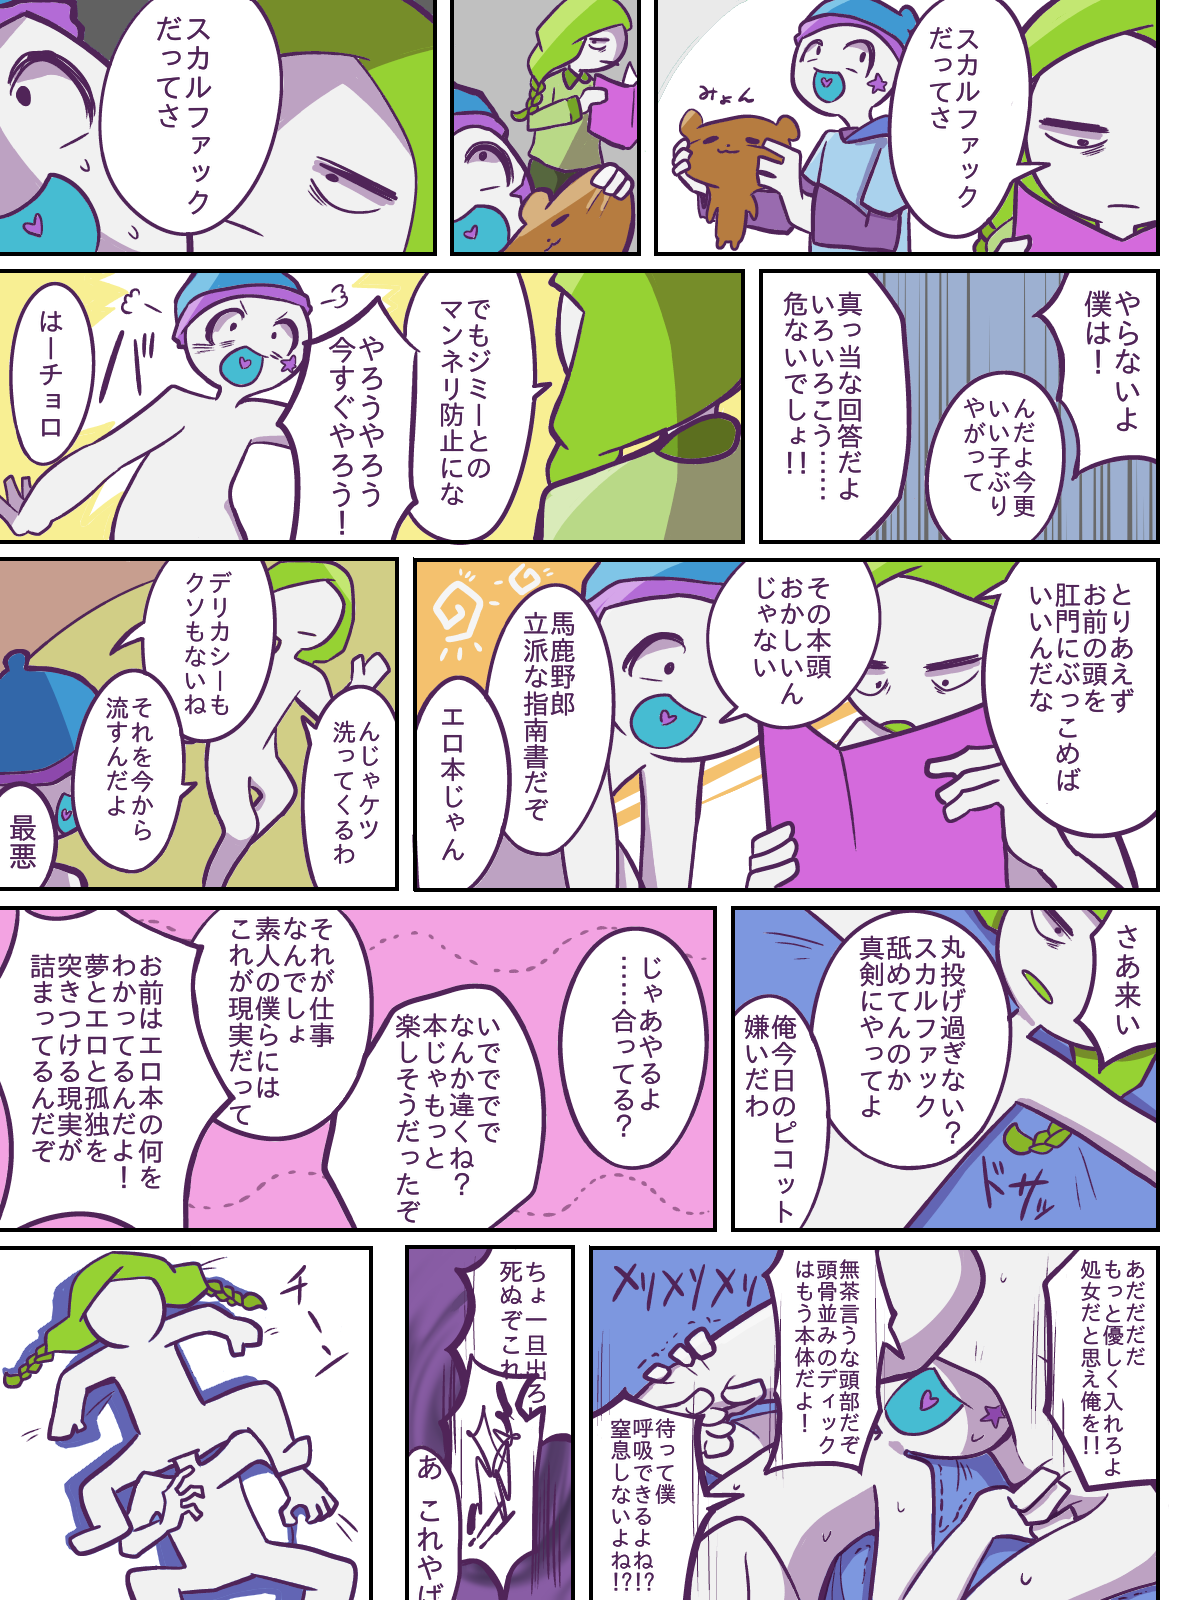 スカルファック
だってさ
みょん
スカルファック
だってさ
やらないよ
僕は！
んだよ今更
いい子ぶり
やがって
真っ当な回答だよ
いろいろこう……
危ないでしょ!!
でもジミーとの
マンネリ防止にな
やろうやろう
今すぐやろう！
バッ
はーチョロ
とりあえず
お前の頭を
肛門にぶっこめば
いいんだな
その本頭
おかしいん
じゃない
馬鹿野郎
立派な指南書だぞ
エロ本じゃん
んじゃケツ
洗ってくるわ
デリカシーも
クソもないね
それを今から
流すんだよ
最悪
さあ来い
ドサッ
丸投げ過ぎない？
スカルファック
舐めてんのか
真剣にやってよ
俺今日のピコット
嫌いだわ
じゃあやるよ
……合ってる？
いででででで
なんか違くね？
本じゃもっと
楽しそうだったぞ
それが仕事
なんでしょ
素人の僕らには
これが現実だって
お前はエロ本の何を
わかってるんだよ！
夢とエロと孤独を
突きつける現実が
詰まってるんだぞ
あだだだだ
もっと優しく入れろよ
処女だと思え俺を!!
無茶言うな頭部だぞ
頭骨並みのディック
はもう本体だよ！
メリメリメリ
待って僕
呼吸できるよね!?
窒息しないよね!?
ちょ一旦出ろ
死ぬぞこれ
あ これやば
チーン